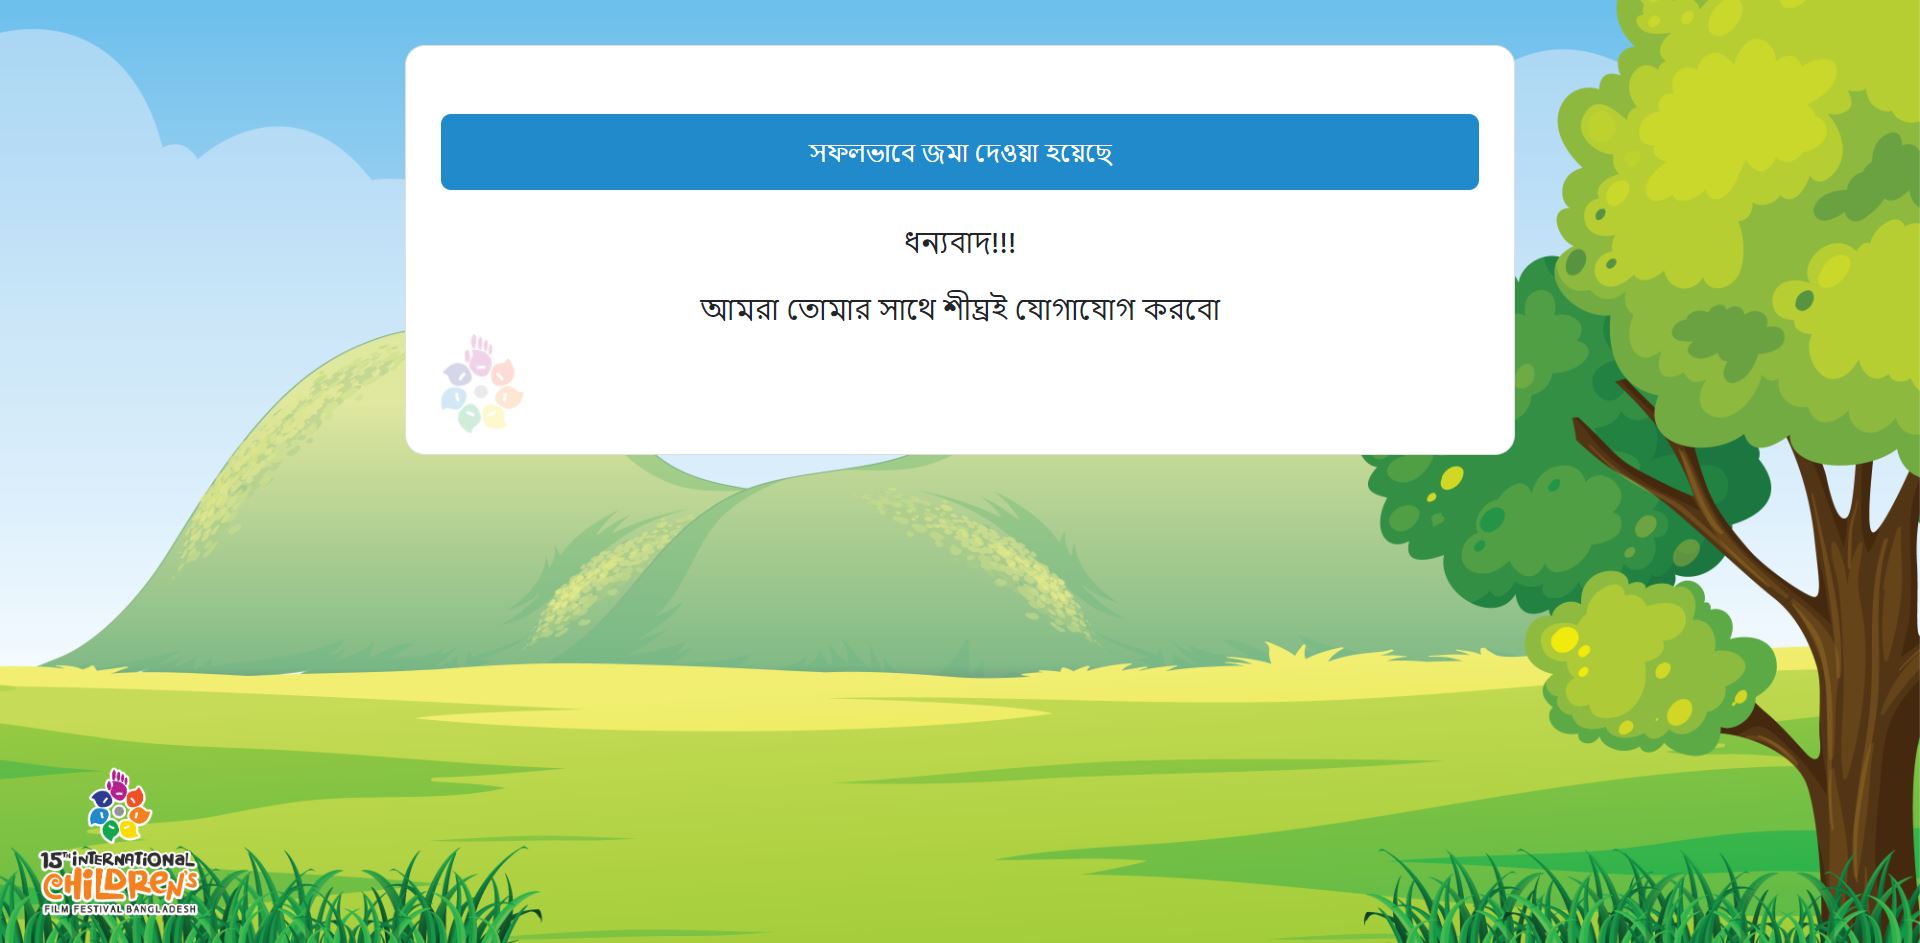 সফলভাবে জমা দেওয়া হয়েছে
ধন্যবাদ!!!
আমরা তোমার সাথে শীঘ্রই যোগাযোগ করবো
15TH INTERNATIONAL
CHILDREN'S
FILM FESTIVAL BANGLADESH